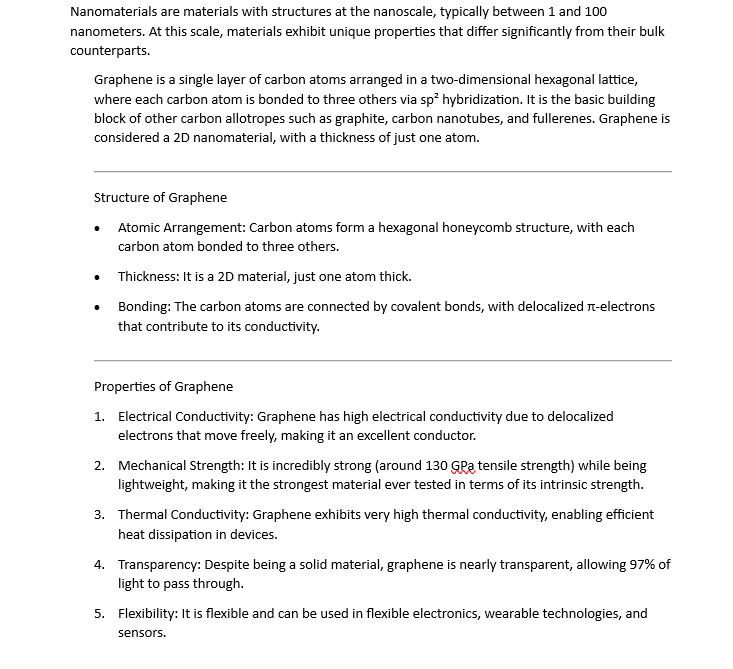 Nanomaterials are materials with structures at the nanoscale, typically between 1 and 100
nanometers. At this scale, materials exhibit unique properties that differ significantly from their bulk
counterparts.
Graphene is a single layer of carbon atoms arranged in a two-dimensional hexagonal lattice,
where each carbon atom is bonded to three others via sp² hybridization. It is the basic building
block of other carbon allotropes such as graphite, carbon nanotubes, and fullerenes. Graphene is
considered a 2D nanomaterial, with a thickness of just one atom.
Structure of Graphene
• Atomic Arrangement: Carbon atoms form a hexagonal honeycomb structure, with each
carbon atom bonded to three others.
• Thickness: It is a 2D material, just one atom thick.
• Bonding: The carbon atoms are connected by covalent bonds, with delocalized π-electrons
that contribute to its conductivity.
Properties of Graphene
1. Electrical Conductivity: Graphene has high electrical conductivity due to delocalized
electrons that move freely, making it an excellent conductor.
2. Mechanical Strength: It is incredibly strong (around 130 GPa tensile strength) while being
lightweight, making it the strongest material ever tested in terms of its intrinsic strength.
3. Thermal Conductivity: Graphene exhibits very high thermal conductivity, enabling efficient
heat dissipation in devices.
4. Transparency: Despite being a solid material, graphene is nearly transparent, allowing 97% of
light to pass through.
5. Flexibility: It is flexible and can be used in flexible electronics, wearable technologies, and
sensors.